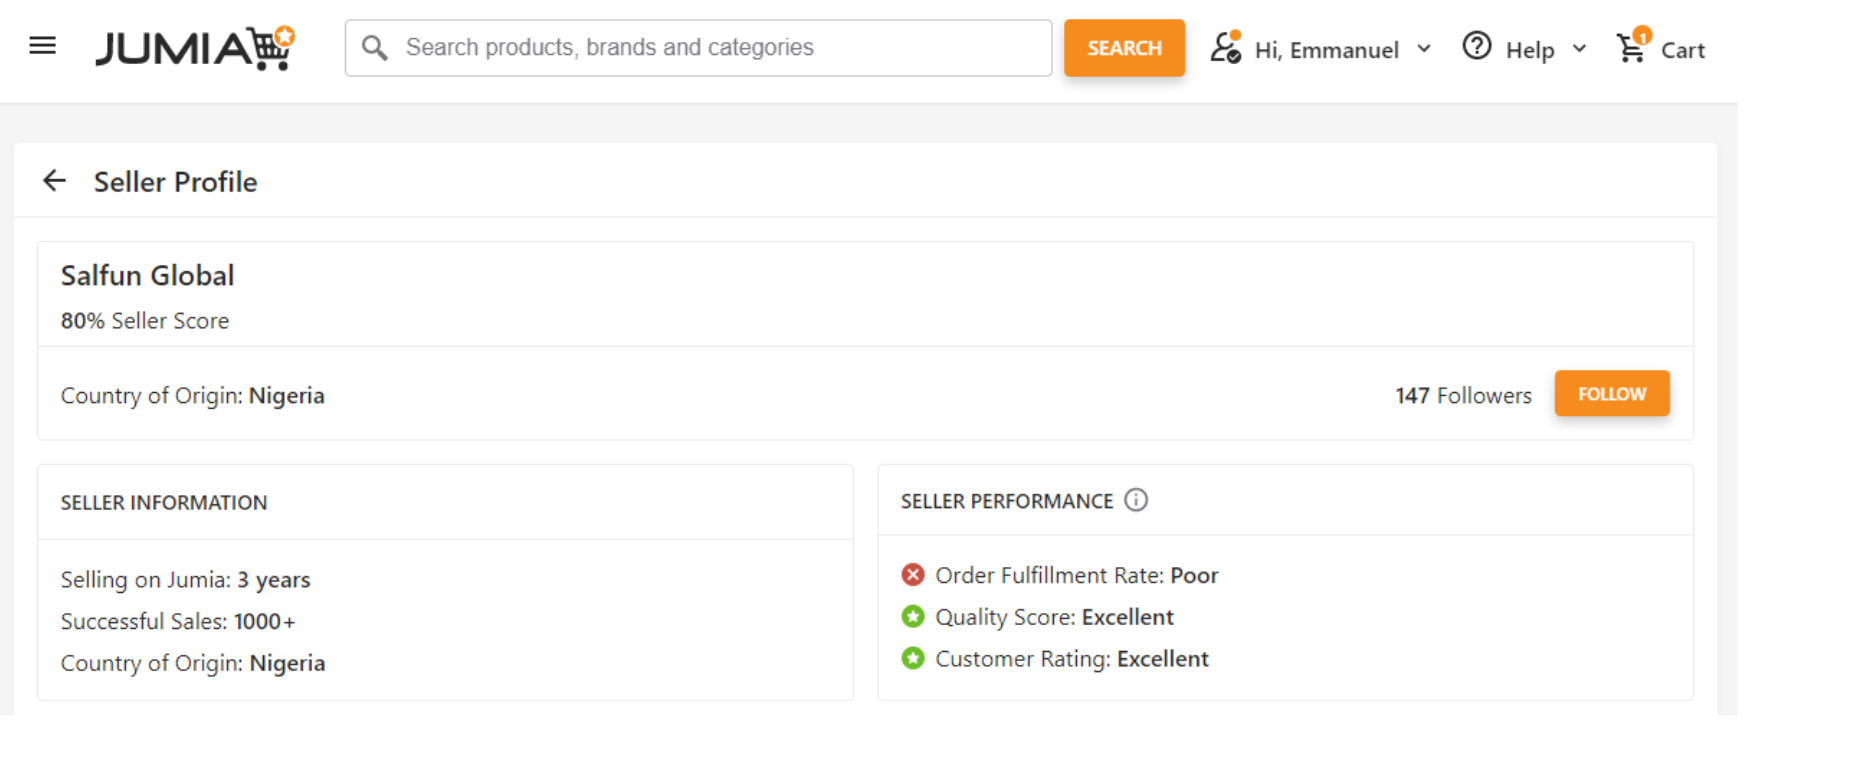 JUMIA
Search products, brands and categories
SEARCH
Hi, Emmanuel
Help
1
Cart
Seller Profile
Salfun Global
80% Seller Score
Country of Origin: Nigeria
147 Followers
FOLLOW
SELLER INFORMATION
Selling on Jumia: 3 years
Successful Sales: 1000+
Country of Origin: Nigeria
SELLER PERFORMANCE
Order Fulfillment Rate: Poor
Quality Score: Excellent
Customer Rating: Excellent